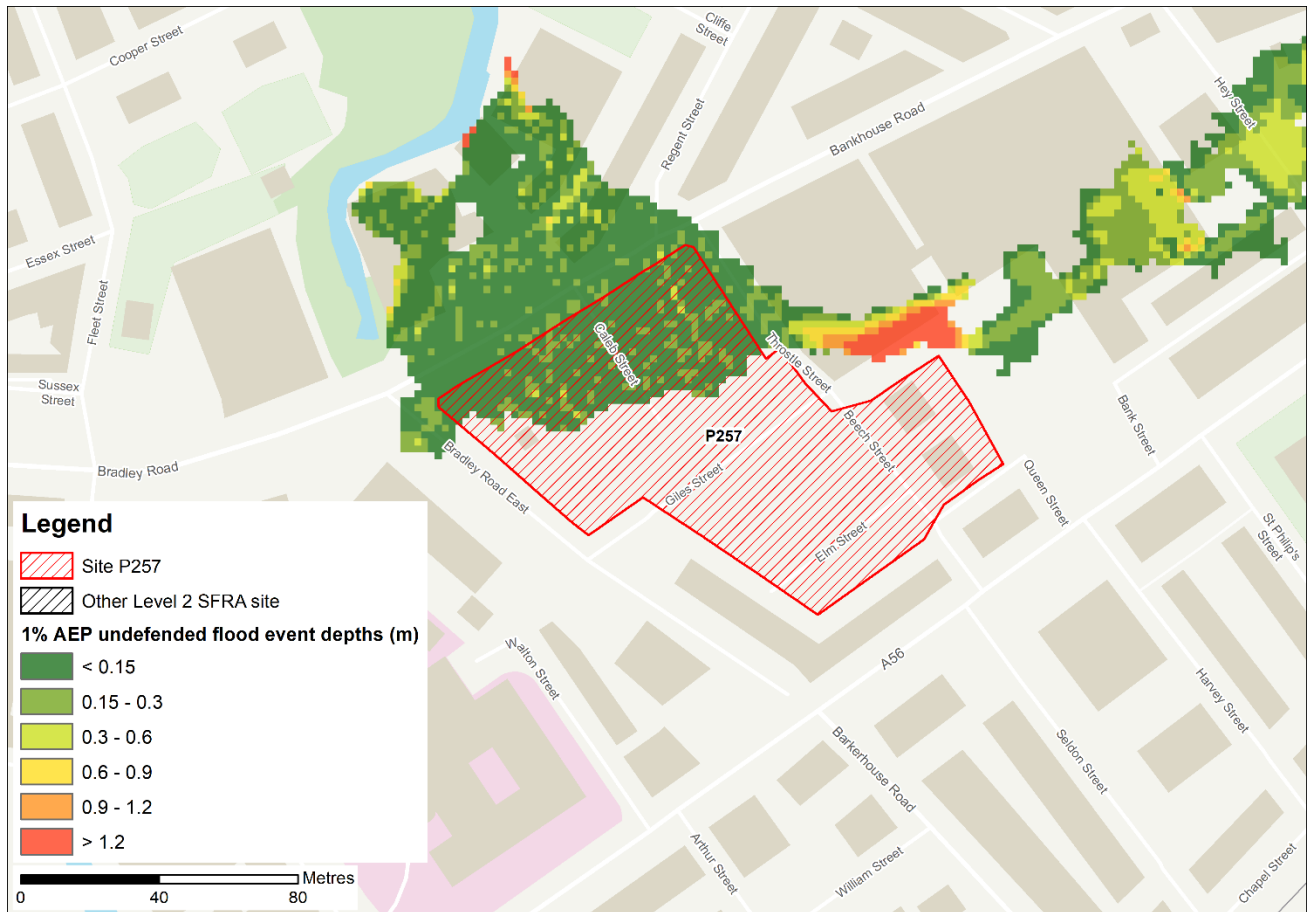 Cliffe
Street
Cooper Street
Hey Street
Regent Street
Bankhouse Road
Essex Street
Fleet Street
Caleb Street
Throstle Street
Sussex
Street
Beech Street
Bank Street
P257
Bradley Road
Bradley Road East
Giles Street
Queen Street
Elm Street
St Philip's
Street
Walton Street
A56
Harvey Street
Seldon Street
Barkerhouse Road
Arthur Street
William Street
Chapel Street
Legend
Site P257
Other Level 2 SFRA site
1% AEP undefended flood event depths (m)
< 0.15
0.15 - 0.3
0.3 - 0.6
0.6 - 0.9
0.9 - 1.2
> 1.2
Metres
0 40 80